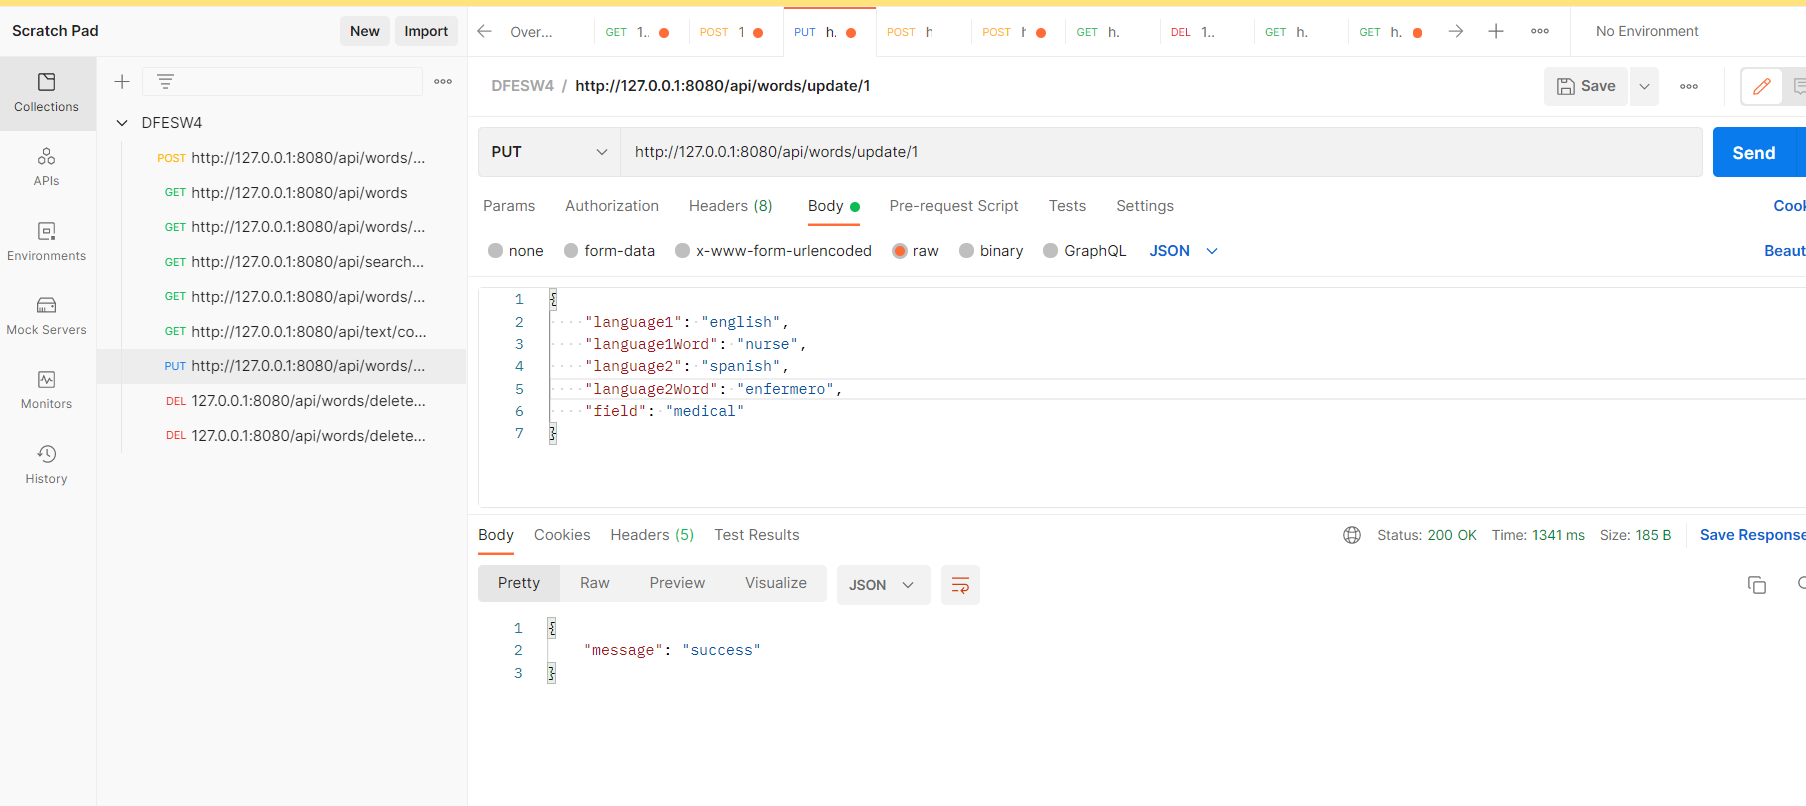 Scratch Pad
New
Import
Over...
GET 1..
POST 1
PUT h.
POST
POST
GET h.
DEL 1..
GET h.
GET h.
No Environment
Collections
APIs
Environments
Mock Servers
Monitors
History
DFESW4
POST http://127.0.0.1:8080/api/words/...
GET http://127.0.0.1:8080/api/words
GET http://127.0.0.1:8080/api/words/...
GET http://127.0.0.1:8080/api/search...
GET http://127.0.0.1:8080/api/words/...
GET http://127.0.0.1:8080/api/text/co...
PUT http://127.0.0.1:8080/api/words/...
DEL 127.0.0.1:8080/api/words/delete...
DEL 127.0.0.1:8080/api/words/delete...
DFESW4 / http://127.0.0.1:8080/api/words/update/1
Save
PUT http://127.0.0.1:8080/api/words/update/1
Send
Params Authorization Headers (8) Body Pre-request Script Tests Settings
Cook
none form-data x-www-form-urlencoded raw binary GraphQL JSON
Beaut
1 {
2 "language1": "english",
3 "language1Word": "nurse",
4 "language2": "spanish",
5 "language2Word": "enfermero",
6 "field": "medical"
7 }
Body Cookies Headers (5) Test Results
Status: 200 OK Time: 1341 ms Size: 185 B Save Response
Pretty Raw Preview Visualize JSON
1 {
2 "message": "success"
3 }